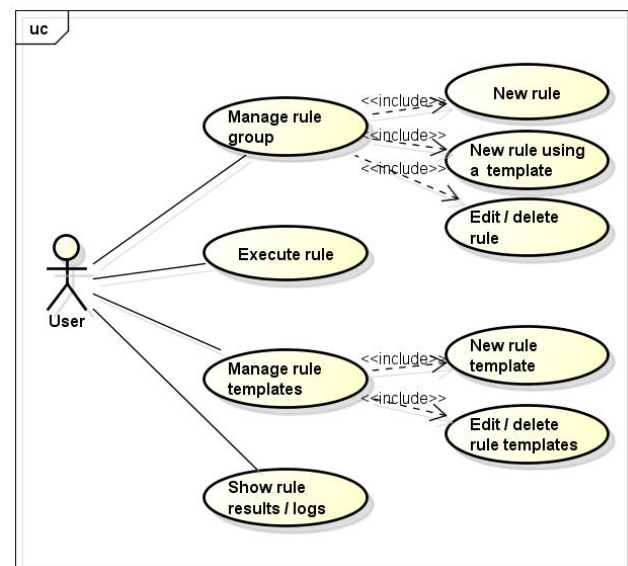 uc
<<include>>
New rule
Manage rule
group
<<include>>
New rule using
a template
<<include>>
Edit / delete
rule
Execute rule
User
<<include>>
New rule
template
Manage rule
templates
<<include>>
Edit / delete
rule templates
Show rule
results / logs